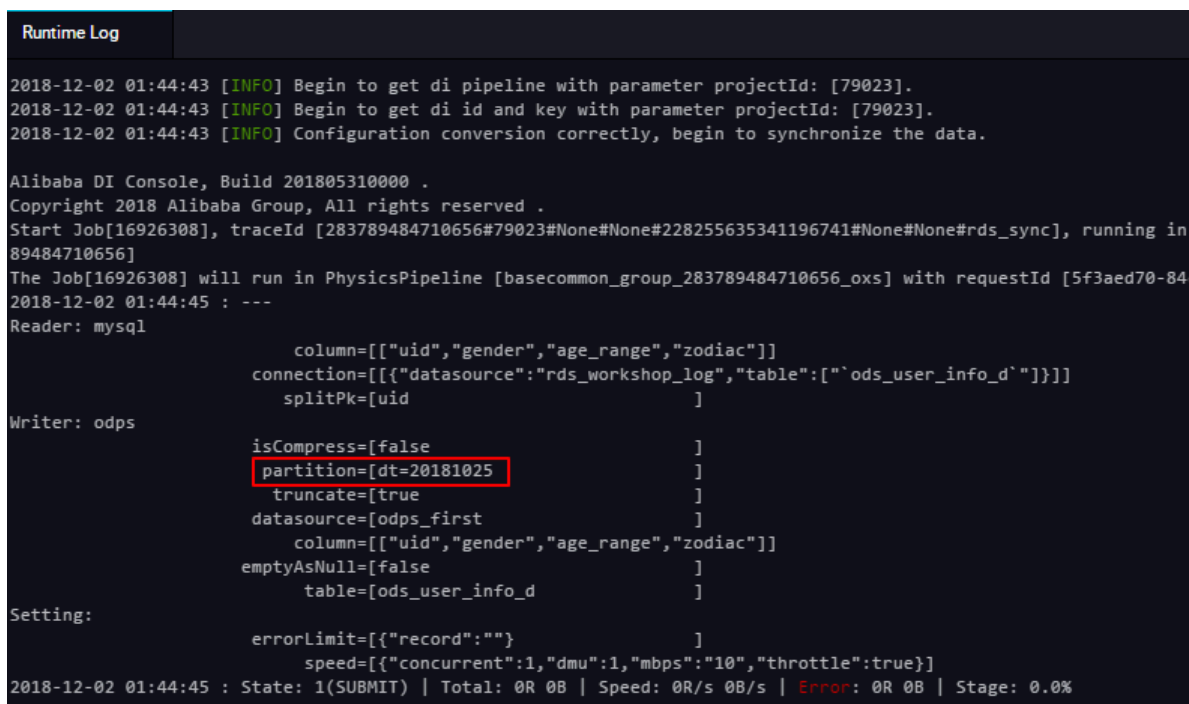 Runtime Log
2018-12-02 01:44:43 [INFO] Begin to get di pipeline with parameter projectId: [79023].
2018-12-02 01:44:43 [INFO] Begin to get di id and key with parameter projectId: [79023].
2018-12-02 01:44:43 [INFO] Configuration conversion correctly, begin to synchronize the data.
Alibaba DI Console, Build 201805310000 .
Copyright 2018 Alibaba Group, All rights reserved .
Start Job[16926308], traceId [283789484710656#79023#None#None#228255635341196741#None#None#rds_sync], running in
89484710656]
The Job[16926308] will run in PhysicsPipeline [basecommon_group_283789484710656_oxs] with requestId [5f3aed70-84
2018-12-02 01:44:45 : ---
Reader: mysql
column=[["uid","gender","age_range","zodiac"]]
connection=[[{"datasource":"rds_workshop_log","table":["`ods_user_info_d`"]}]]
splitPk=[uid ]
Writer: odps
isCompress=[false ]
partition=[dt=20181025 ]
truncate=[true ]
datasource=[odps_first ]
column=[["uid","gender","age_range","zodiac"]]
emptyAsNull=[false ]
table=[ods_user_info_d ]
Setting:
errorLimit=[{"record":""} ]
speed=[{"concurrent":1,"dmu":1,"mbps":"10","throttle":true}]
2018-12-02 01:44:45 : State: 1(SUBMIT) | Total: 0R 0B | Speed: 0R/s 0B/s | Error: 0R 0B | Stage: 0.0%